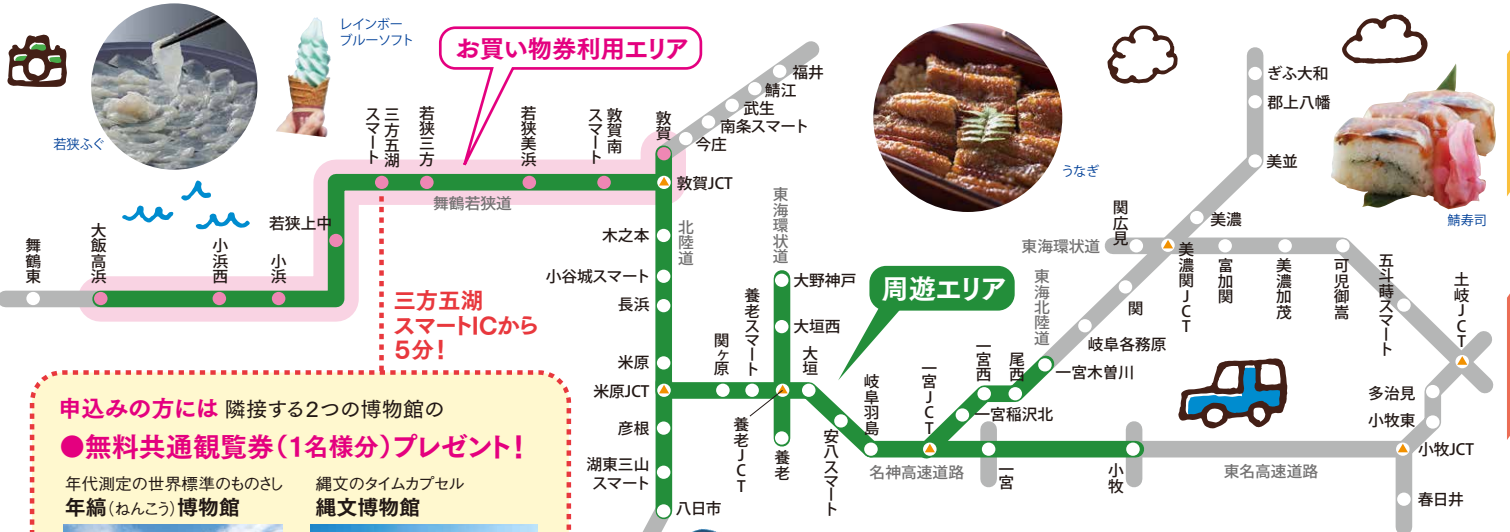 レインボー
ブルーソフト
若狭ふぐ
お買い物券利用エリア
うなぎ
鯖寿司
福井
鯖江
武生
南条スマート
今庄
敦賀
敦賀JCT
敦賀南
スマート
若狭美浜
若狭三方
三方五湖
スマート
舞鶴若狭道
若狭上中
小浜
小浜西
大飯高浜
舞鶴東
北陸道
木之本
小谷城スマート
長浜
米原
米原JCT
彦根
湖東三山
スマート
八日市
関ヶ原
養老スマート
養老JCT
東海環状道
大野神戸
大垣西
養老
大垣
安八スマート
岐阜羽島
周遊エリア
名神高速道路
一宮JCT
一宮西
尾西
一宮稲沢北
一宮木曽川
一宮
小牧
東名高速道路
東海北陸道
岐阜各務原
関
関広見
東海環状道
美濃関JCT
美濃
美並
郡上八幡
ぎふ大和
富加関
美濃加茂
可児御嵩
五斗蒔スマート
土岐JCT
多治見
小牧東
小牧JCT
春日井
三方五湖
スマートICから
5分!
申込みの方には 隣接する2つの博物館の
●無料共通観覧券(1名様分)プレゼント!
年代測定の世界標準のものさし
年縞(ねんこう)博物館
縄文のタイムカプセル
縄文博物館